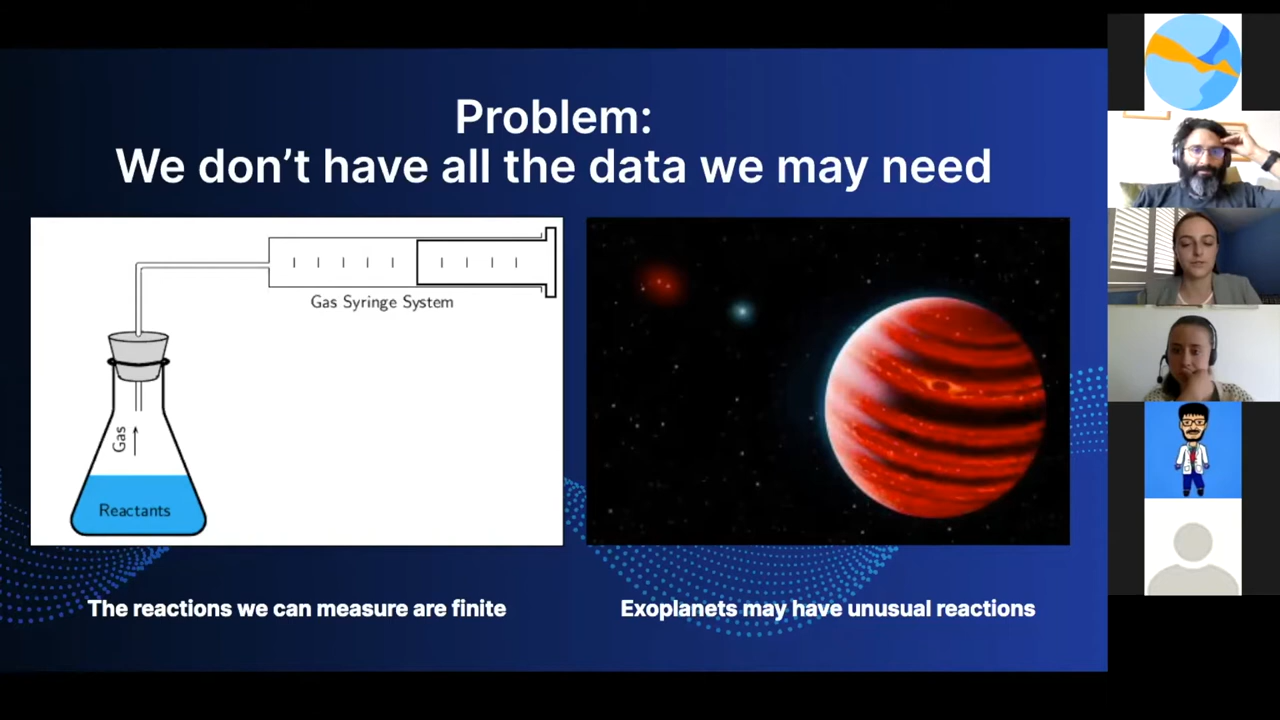 Problem:
We don't have all the data we may need
Gas Syringe System
Gas
Reactants
The reactions we can measure are finite
Exoplanets may have unusual reactions